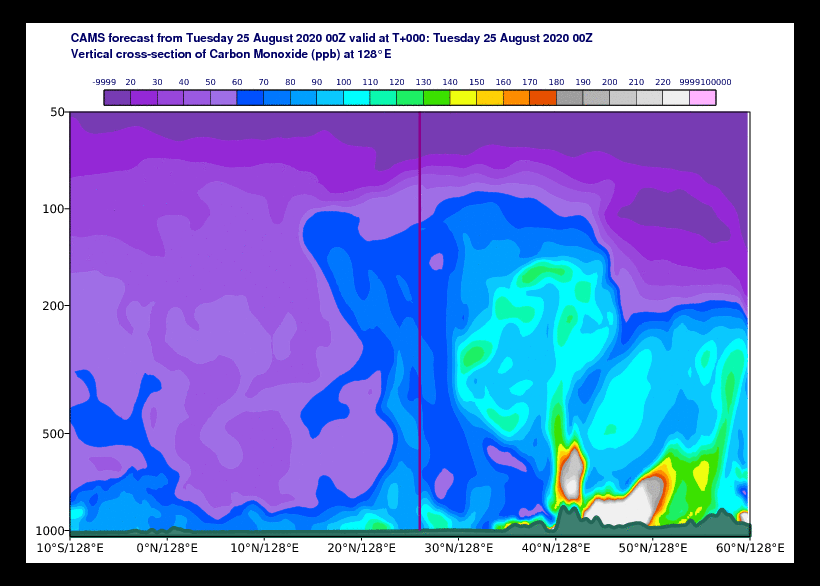 CAMS forecast from Tuesday 25 August 2020 00Z valid at T+000: Tuesday 25 August 2020 00Z
Vertical cross-section of Carbon Monoxide (ppb) at 128°E
-9999 20 30 40 50 60 70 80 90 100 110 120 130 140 150 160 170 180 190 200 210 220 9999100000
50
100
200
500
1000
10°S/128°E 0°N/128°E 10°N/128°E 20°N/128°E 30°N/128°E 40°N/128°E 50°N/128°E 60°N/128°E